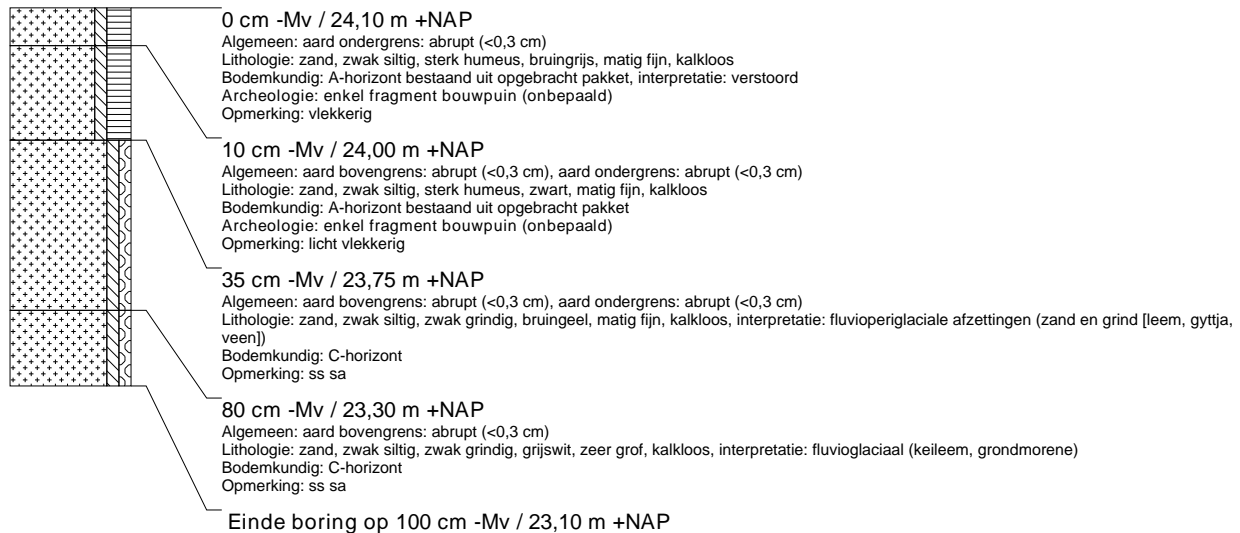 0 cm -Mv / 24,10 m +NAP
Algemeen: aard ondergrens: abrupt (<0,3 cm)
Lithologie: zand, zwak siltig, sterk humeus, bruingrijs, matig fijn, kalkloos
Bodemkundig: A-horizont bestaand uit opgebracht pakket, interpretatie: verstoord
Archeologie: enkel fragment bouwpuin (onbepaald)
Opmerking: vlekkerig
10 cm -Mv / 24,00 m +NAP
Algemeen: aard bovengrens: abrupt (<0,3 cm), aard ondergrens: abrupt (<0,3 cm)
Lithologie: zand, zwak siltig, sterk humeus, zwart, matig fijn, kalkloos
Bodemkundig: A-horizont bestaand uit opgebracht pakket
Archeologie: enkel fragment bouwpuin (onbepaald)
Opmerking: licht vlekkerig
35 cm -Mv / 23,75 m +NAP
Algemeen: aard bovengrens: abrupt (<0,3 cm), aard ondergrens: abrupt (<0,3 cm)
Lithologie: zand, zwak siltig, zwak grindig, bruingeel, matig fijn, kalkloos, interpretatie: fluvioperiglaciale afzettingen (zand en grind [leem, gyttja,
veen])
Bodemkundig: C-horizont
Opmerking: ss sa
80 cm -Mv / 23,30 m +NAP
Algemeen: aard bovengrens: abrupt (<0,3 cm)
Lithologie: zand, zwak siltig, zwak grindig, grijswit, zeer grof, kalkloos, interpretatie: fluvioglaciaal (keileem, grondmorene)
Bodemkundig: C-horizont
Opmerking: ss sa
Einde boring op 100 cm -Mv / 23,10 m +NAP